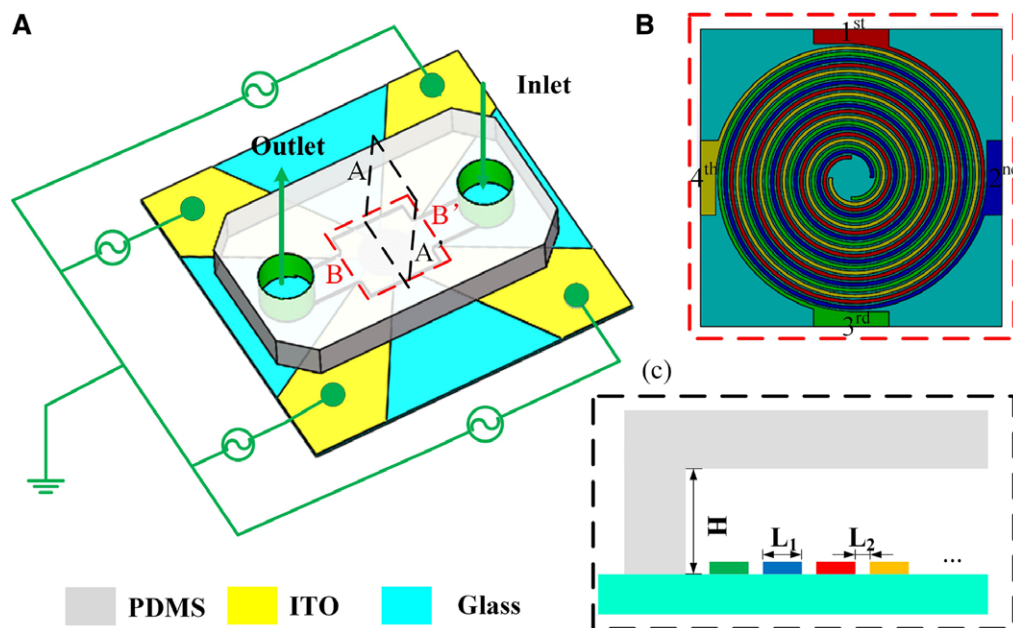 A
Inlet
Outlet
A
B'
B
A'
PDMS
ITO
Glass
B
1st
2nd
3rd
4th
(c)
H
L1
L2
...